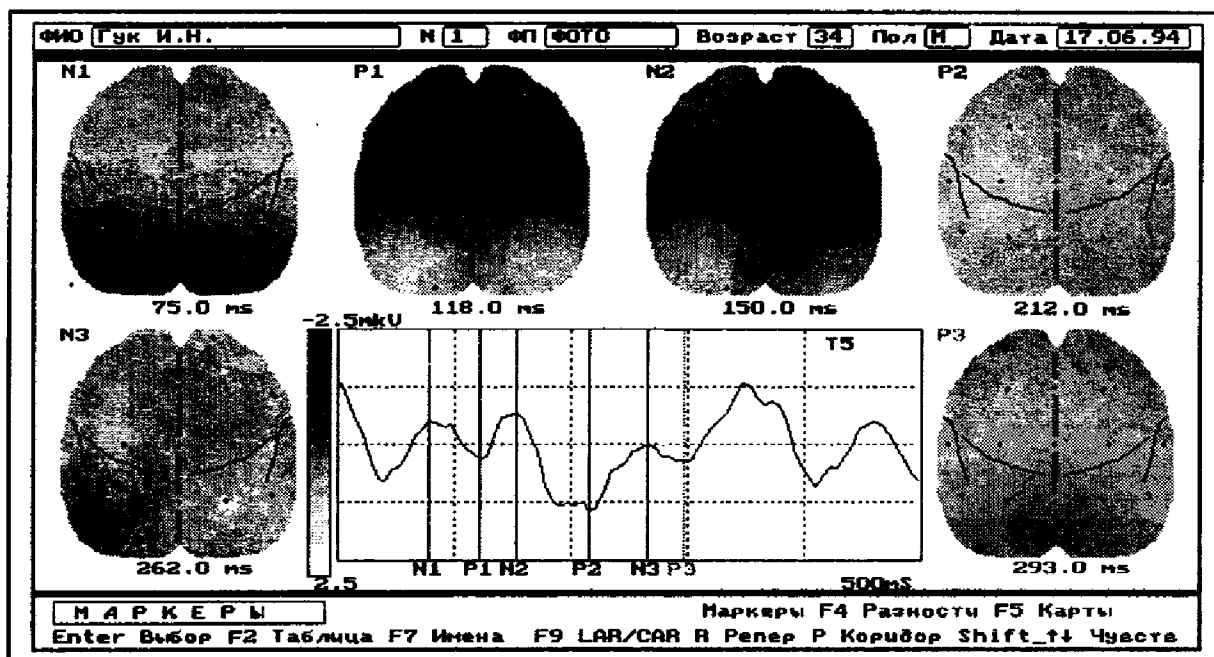 ФИО Гук И.Н. N 1 ФП ФОТО Возраст 34 Пол М Дата 17.06.94
N1 P1 N2 P2
75.0 ms 118.0 ms 150.0 ms 212.0 ms
N3 -2.5mkV T5 P3
262.0 ms 2.5 N1 P1 N2 P2 N3 P3 500mS 293.0 ms
МАРКЕРЫ Маркеры F4 Разности F5 Карты
Enter Выбор F2 Таблица F7 Имена F9 LAR/CAR R Репер P Коридор Shift_↑↓ Чувств